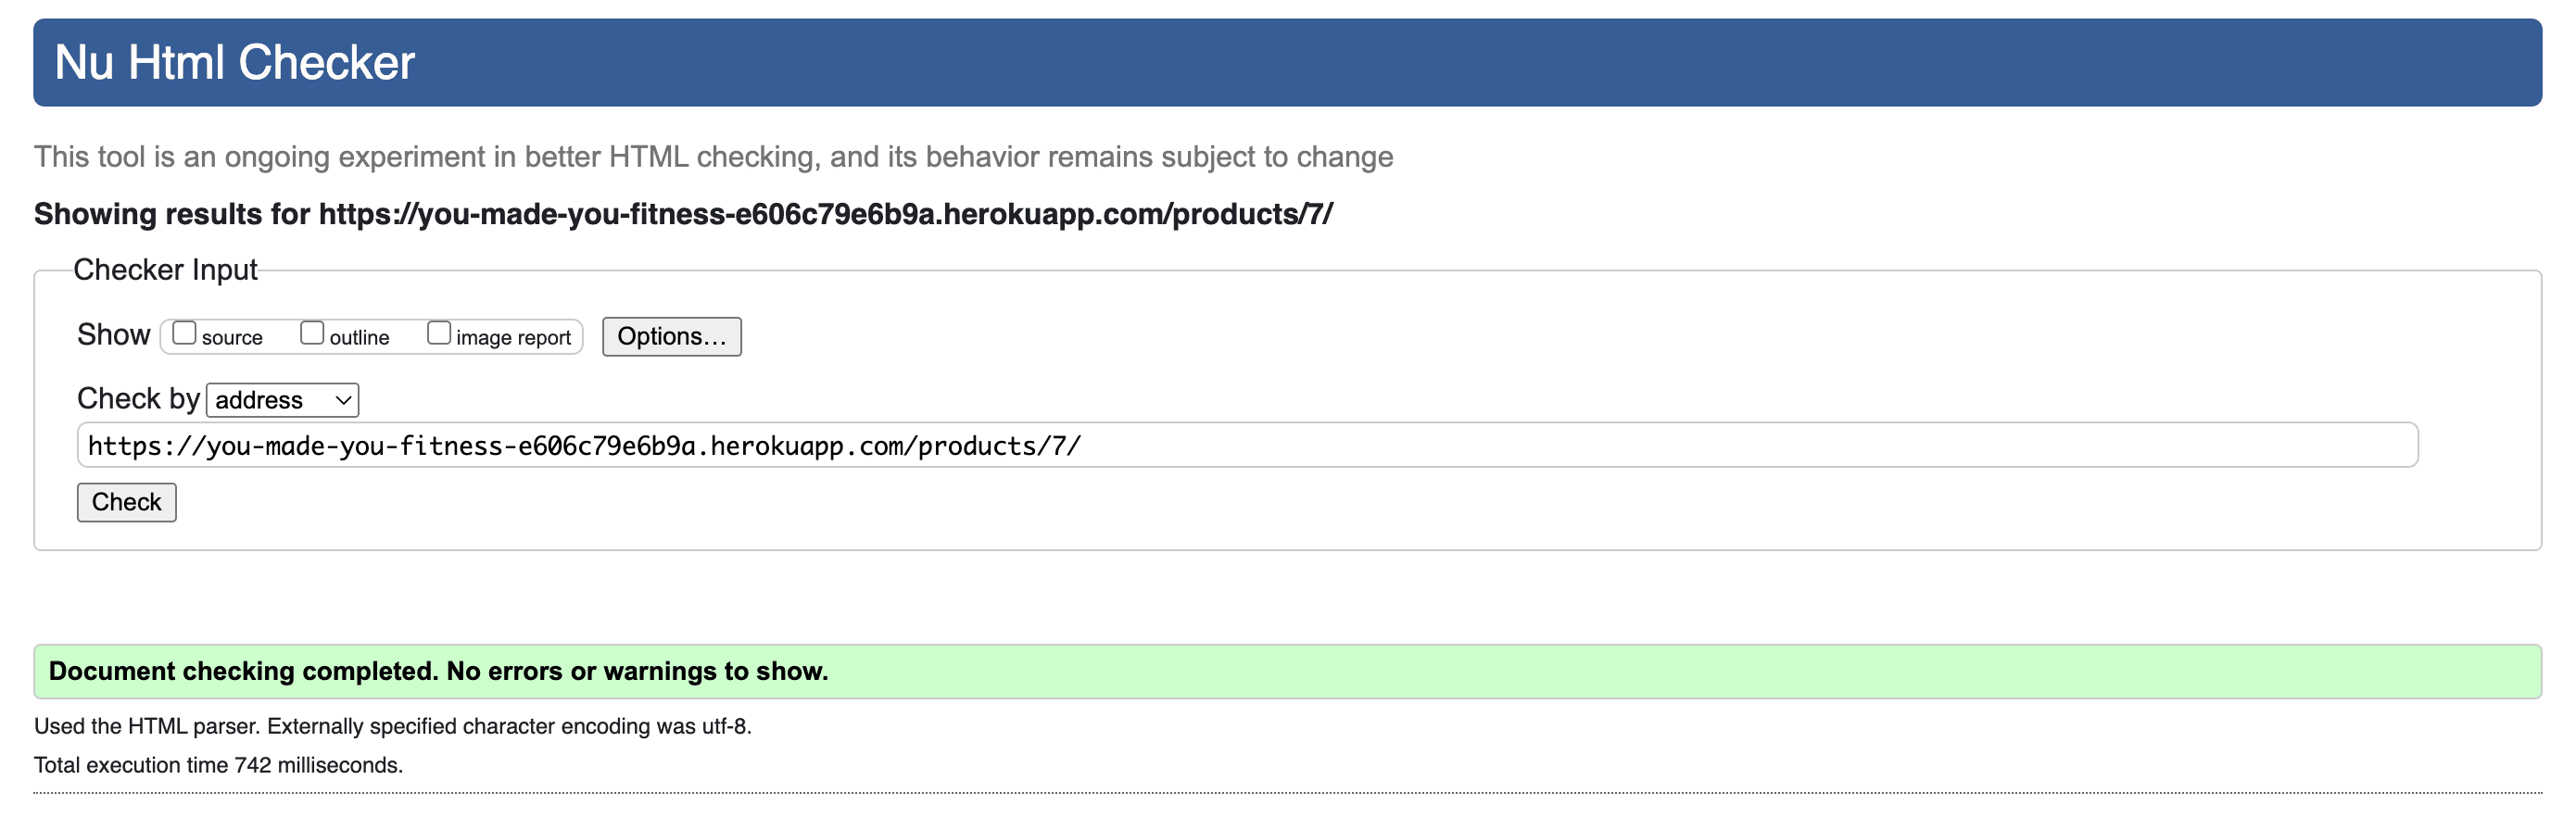 Nu Html Checker
This tool is an ongoing experiment in better HTML checking, and its behavior remains subject to change
Showing results for https://you-made-you-fitness-e606c79e6b9a.herokuapp.com/products/7/
Checker Input
Show source outline image report Options...
Check by address
https://you-made-you-fitness-e606c79e6b9a.herokuapp.com/products/7/
Check
Document checking completed. No errors or warnings to show.
Used the HTML parser. Externally specified character encoding was utf-8.
Total execution time 742 milliseconds.